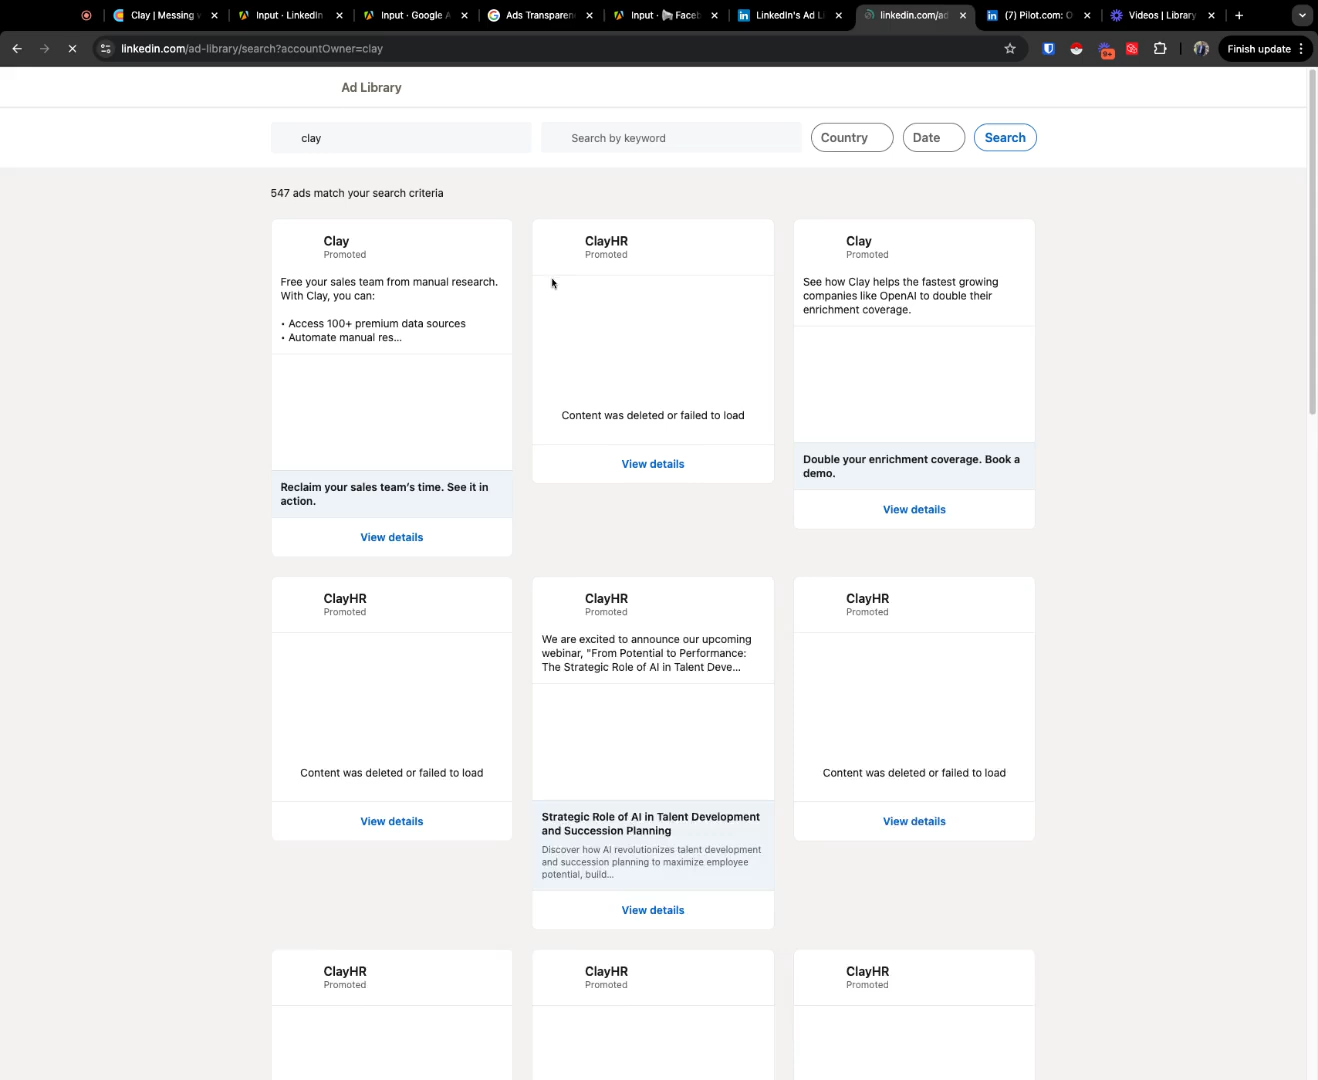 Clay | Messing w
Input · LinkedIn
Input · Google A
Ads Transparen
Input · Faceb
LinkedIn's Ad Li
linkedin.com/ad
(7) Pilot.com: O
Videos | Library
linkedin.com/ad-library/search?accountOwner=clay
9+
Finish update
Ad Library
clay
Search by keyword
Country
Date
Search
547 ads match your search criteria
Clay
Promoted
Free your sales team from manual research.
With Clay, you can:
• Access 100+ premium data sources
• Automate manual res...
Reclaim your sales team's time. See it in
action.
View details
ClayHR
Promoted
Content was deleted or failed to load
View details
Clay
Promoted
See how Clay helps the fastest growing
companies like OpenAI to double their
enrichment coverage.
Double your enrichment coverage. Book a
demo.
View details
ClayHR
Promoted
Content was deleted or failed to load
View details
ClayHR
Promoted
We are excited to announce our upcoming
webinar, "From Potential to Performance:
The Strategic Role of AI in Talent Deve...
Strategic Role of AI in Talent Development
and Succession Planning
Discover how AI revolutionizes talent development
and succession planning to maximize employee
potential, build...
View details
ClayHR
Promoted
Content was deleted or failed to load
View details
ClayHR
Promoted
ClayHR
Promoted
ClayHR
Promoted